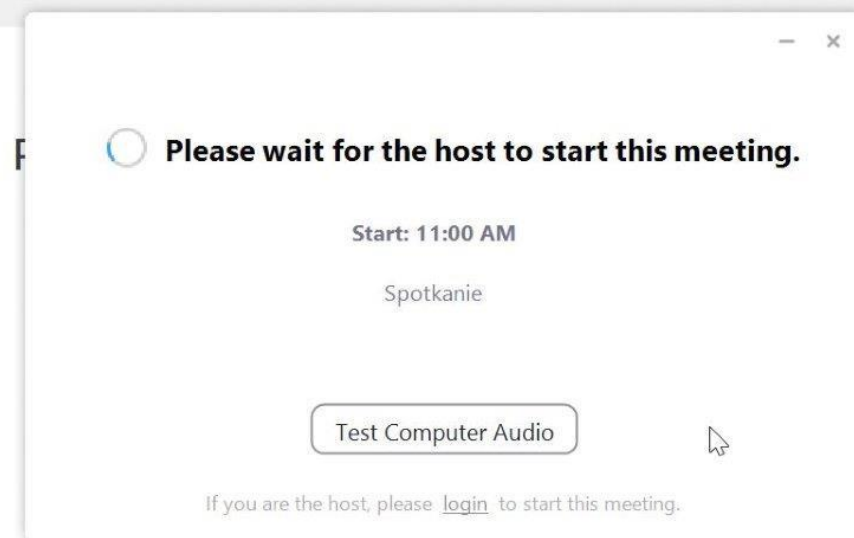 Please wait for the host to start this meeting.
Start: 11:00 AM
Spotkanie
Test Computer Audio
If you are the host, please login to start this meeting.